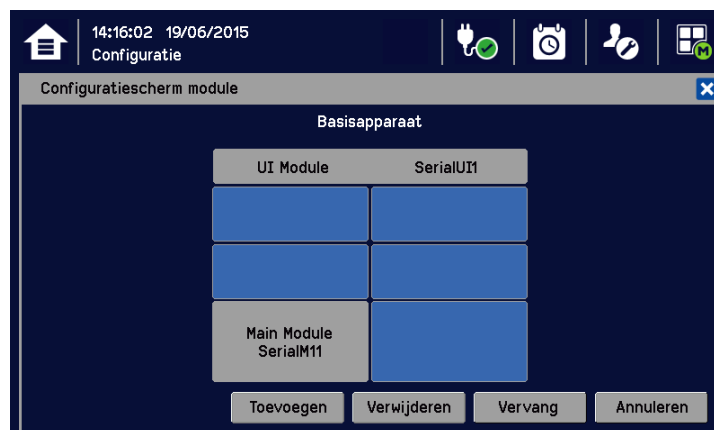 14:16:02 19/06/2015
Configuratie
M
Configuratiescherm module
Basisapparaat
UI Module SerialUI1
Main Module
SerialM11
Toevoegen Verwijderen Vervang Annuleren